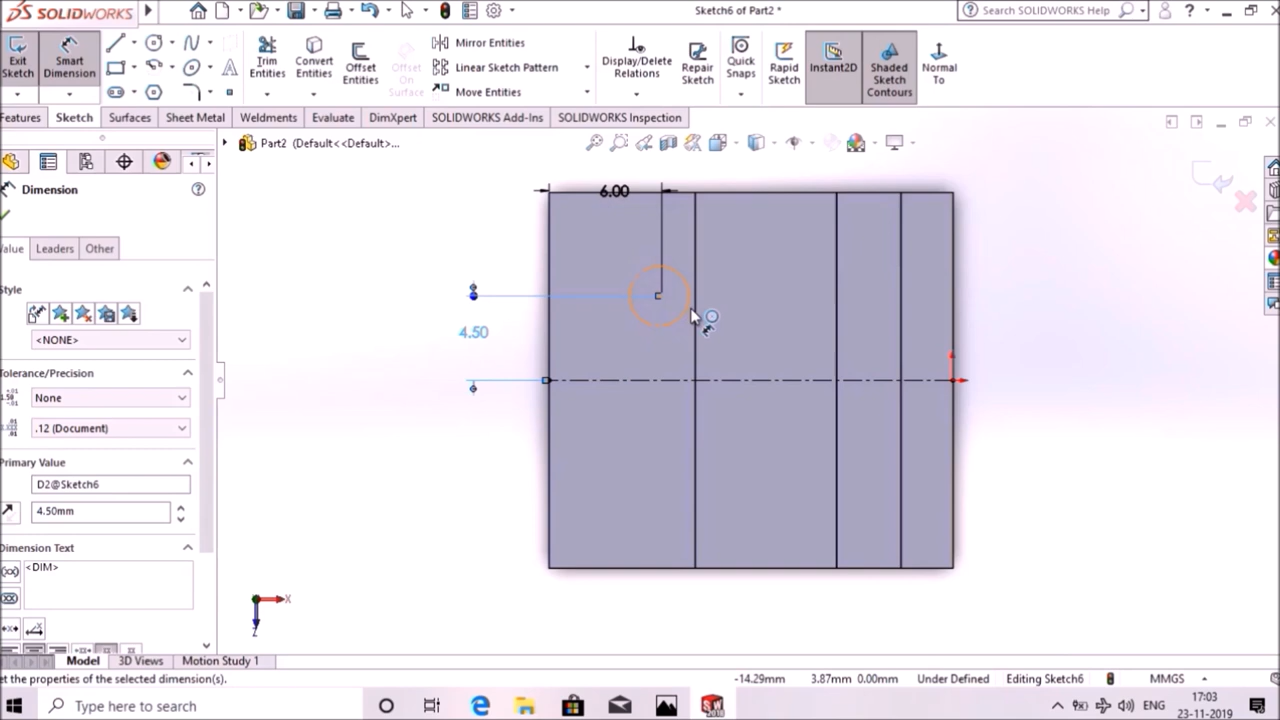 SOLIDWORKS
Sketch6 of Part2 *
Search SOLIDWORKS Help
Exit Sketch
Smart Dimension
Trim Entities
Convert Entities
Offset Entities
Offset On Surface
Mirror Entities
Linear Sketch Pattern
Move Entities
Display/Delete Relations
Repair Sketch
Quick Snaps
Rapid Sketch
Instant2D
Shaded Sketch Contours
Normal To
Features
Sketch
Surfaces
Sheet Metal
Weldments
Evaluate
DimXpert
SOLIDWORKS Add-Ins
SOLIDWORKS Inspection
Part2 (Default<<Default>...
Dimension
Value
Leaders
Other
Style
<NONE>
Tolerance/Precision
None
.12 (Document)
Primary Value
D2@Sketch6
4.50mm
Dimension Text
<DIM>
6.00
4.50
X
Z
Model
3D Views
Motion Study 1
et the properties of the selected dimension(s).
-14.29mm
3.87mm 0.00mm
Under Defined
Editing Sketch6
MMGS
Type here to search
ENG
17:03
23-11-2019